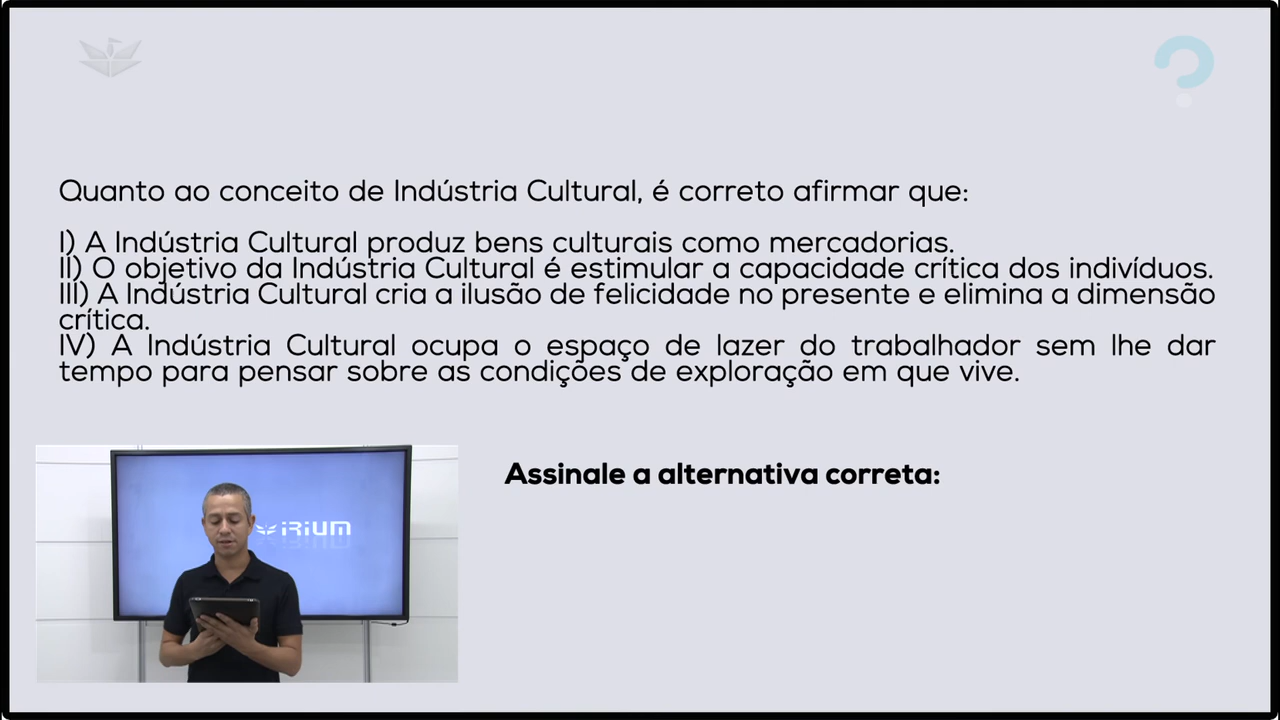 Quanto ao conceito de Indústria Cultural, é correto afirmar que:
I) A Indústria Cultural produz bens culturais como mercadorias.
II) O objetivo da Indústria Cultural é estimular a capacidade crítica dos indivíduos.
III) A Indústria Cultural cria a ilusão de felicidade no presente e elimina a dimensão
crítica.
IV) A Indústria Cultural ocupa o espaço de lazer do trabalhador sem lhe dar
tempo para pensar sobre as condições de exploração em que vive.
Assinale a alternativa correta:
iRiUM